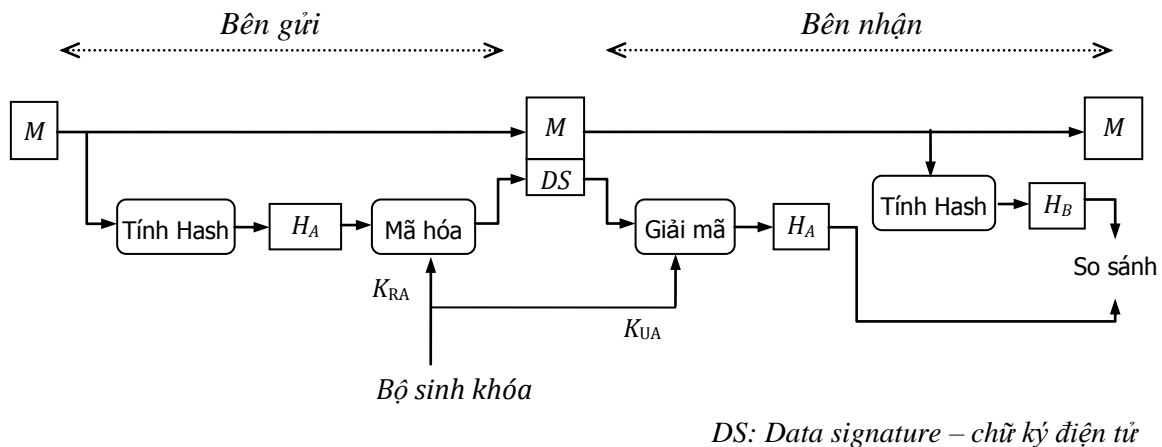 Bên gửi Bên nhận
M M M
DS
Tính Hash H_A Mã hóa Giải mã H_A Tính Hash H_B
So sánh
K_RA
K_UA
Bộ sinh khóa
DS: Data signature – chữ ký điện tử